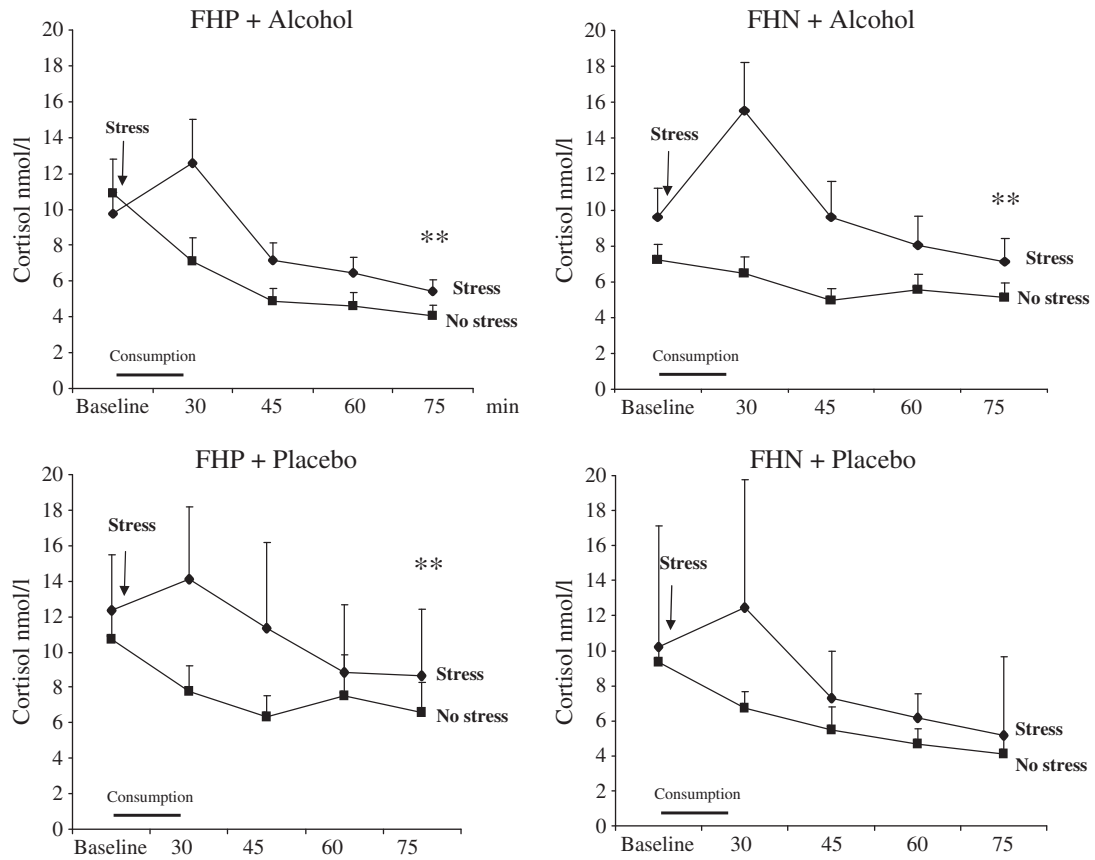 FHP + Alcohol
Cortisol nmol/l
20
18
16
14
12
10
8
6
4
2
0
Stress
**
Stress
No stress
Consumption
Baseline 30 45 60 75 min
FHN + Alcohol
Cortisol nmol/l
20
18
16
14
12
10
8
6
4
2
0
Stress
**
Stress
No stress
Consumption
Baseline 30 45 60 75
FHP + Placebo
Cortisol nmol/l
20
18
16
14
12
10
8
6
4
2
0
Stress
**
Stress
No stress
Consumption
Baseline 30 45 60 75
FHN + Placebo
Cortisol nmol/l
20
18
16
14
12
10
8
6
4
2
0
Stress
Stress
No stress
Consumption
Baseline 30 45 60 75